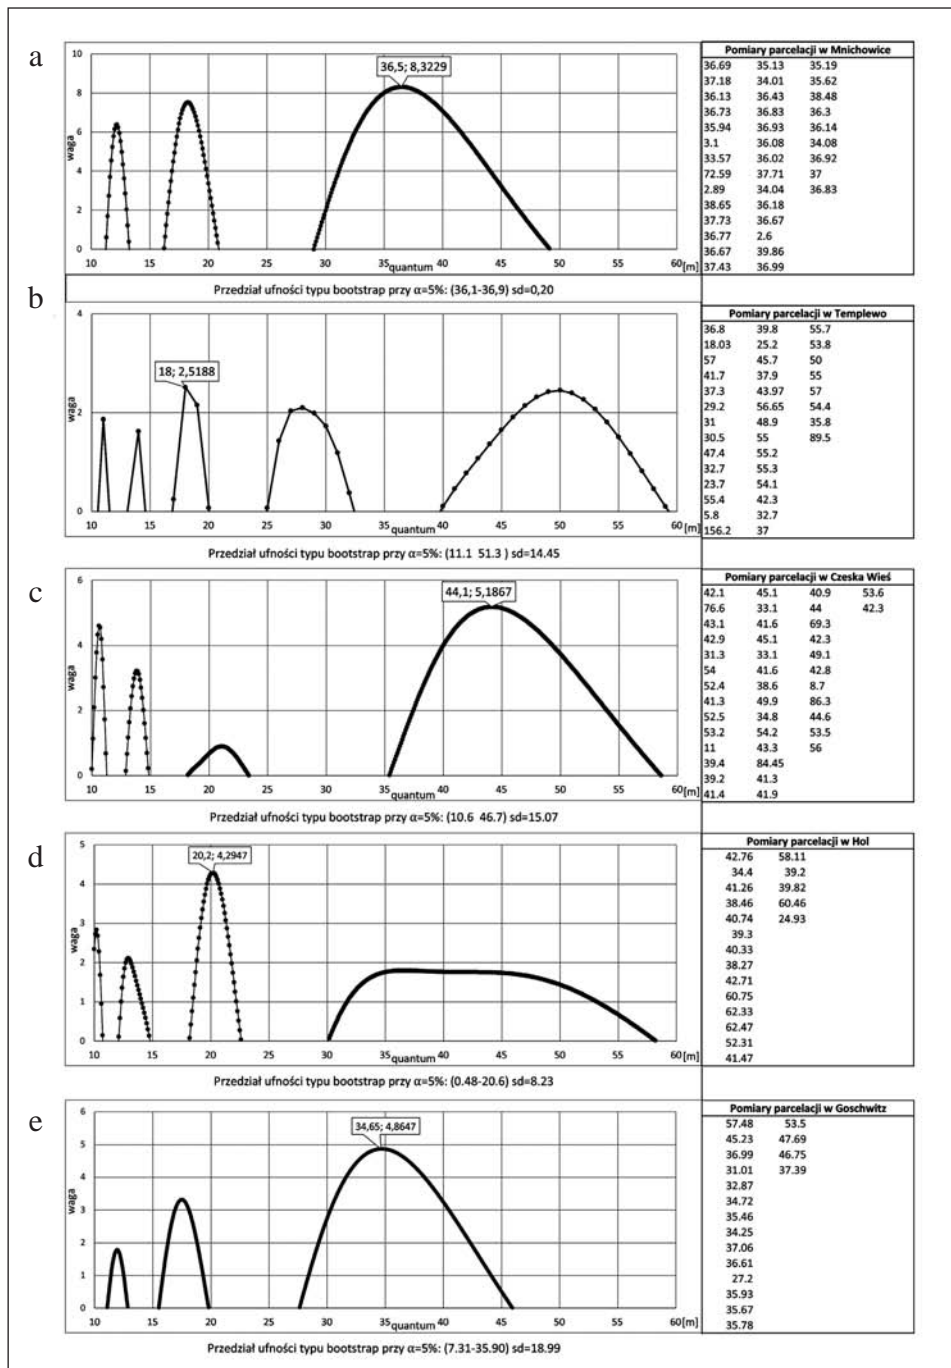 a
10
8
6
4
2
0
waga
36,5; 8,3229
10 15 20 25 30 35 40 45 50 55 60 [m]
quantum
Przedział ufności typu bootstrap przy α=5%: (36,1-36,9) sd=0,20
Pomiary parcelacji w Mnichowice
36.69 35.13 35.19
37.18 34.01 35.62
36.13 36.43 38.48
36.73 36.83 36.3
35.94 36.93 36.14
3.1 36.08 34.08
33.57 36.02 36.92
72.59 37.71 37
2.89 34.04 36.83
38.65 36.18
37.73 36.67
36.77 2.6
36.67 39.86
37.43 36.99
b
4
2
0
waga
18; 2,5188
10 15 20 25 30 35 40 45 50 55 60
Przedział ufności typu bootstrap przy α=5%: (11.1 51.3 ) sd=14.45
Pomiary parcelacji w Templewo
36.8 39.8 55.7
18.03 25.2 53.8
57 45.7 50
41.7 37.9 55
37.3 43.97 57
29.2 56.65 54.4
31 48.9 35.8
30.5 55 89.5
47.4 55.2
32.7 55.3
23.7 54.1
55.4 42.3
5.8 32.7
156.2 37
c
6
4
2
0
waga
44,1; 5,1867
10 15 20 25 30 35 40 45 50 55 60 [m]
quantum
Przedział ufności typu bootstrap przy α=5%: (10.6 46.7) sd=15.07
Pomiary parcelacji w Czeska Wieś
42.1 45.1 40.9 53.6
76.6 33.1 44 42.3
43.1 41.6 69.3
42.9 45.1 42.3
31.3 33.1 49.1
54 41.6 42.8
52.4 38.6 8.7
41.3 49.9 86.3
52.5 34.8 44.6
53.2 54.2 53.5
11 43.3 56
39.4 84.45
39.2 41.3
41.4 41.9
d
5
4
3
2
1
0
waga
20,2; 4,2947
10 15 20 25 30 35 40 45 50 55 60 [m]
quantum
Przedział ufności typu bootstrap przy α=5%: (0.48-20.6) sd=8.23
Pomiary parcelacji w Hol
42.76 58.11
34.4 39.2
41.26 39.82
38.46 60.46
40.74 24.93
39.3
40.33
38.27
42.71
60.75
62.33
62.47
52.31
41.47
e
6
5
4
3
2
1
0
waga
34,65; 4,8647
10 15 20 25 30 35 40 45 50 55 60 [m]
quantum
Przedział ufności typu bootstrap przy α=5%: (7.31-35.90) sd=18.99
Pomiary parcelacji w Goschwitz
57.48 53.5
45.23 47.69
36.99 46.75
31.01 37.39
32.87
34.72
35.46
34.25
37.06
36.61
27.2
35.93
35.67
35.78